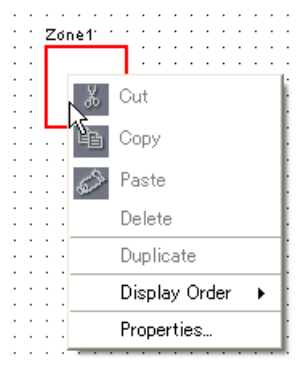 Zone1
Cut
Copy
Paste
Delete
Duplicate
Display Order
Properties...